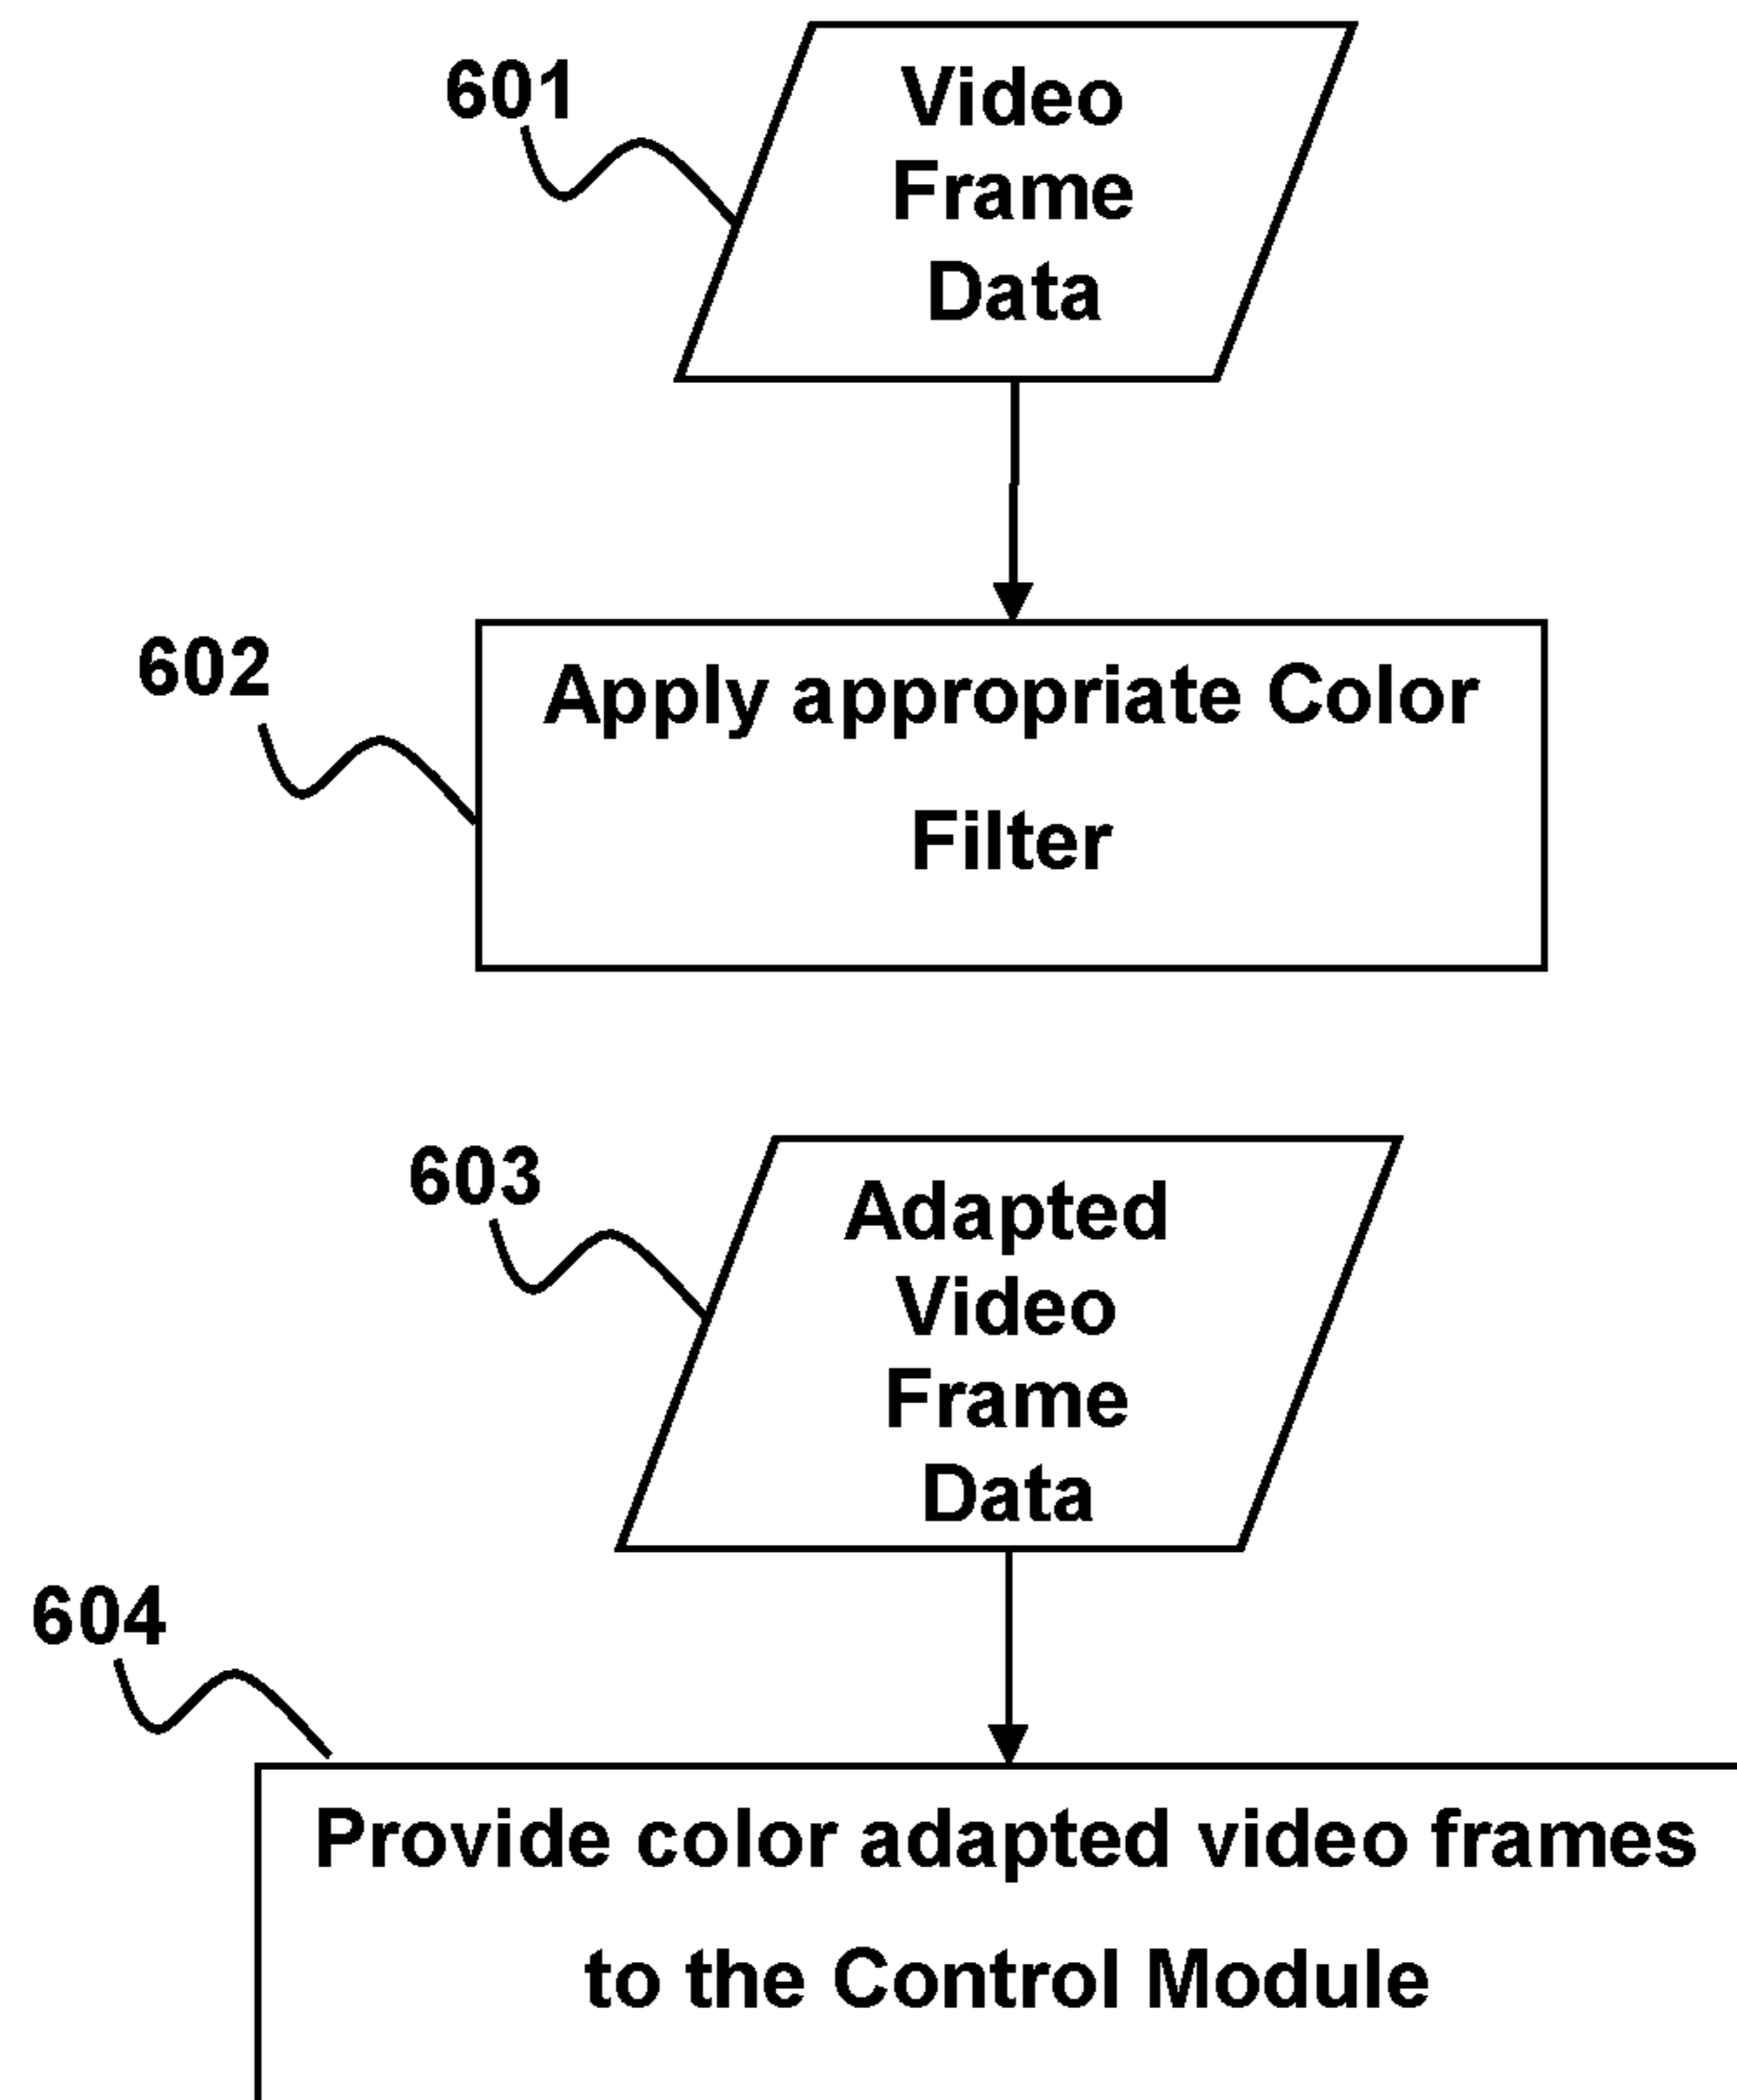 601
Video
Frame
Data
602
Apply appropriate Color
Filter
603
Adapted
Video
Frame
Data
604
Provide color adapted video frames
to the Control Module